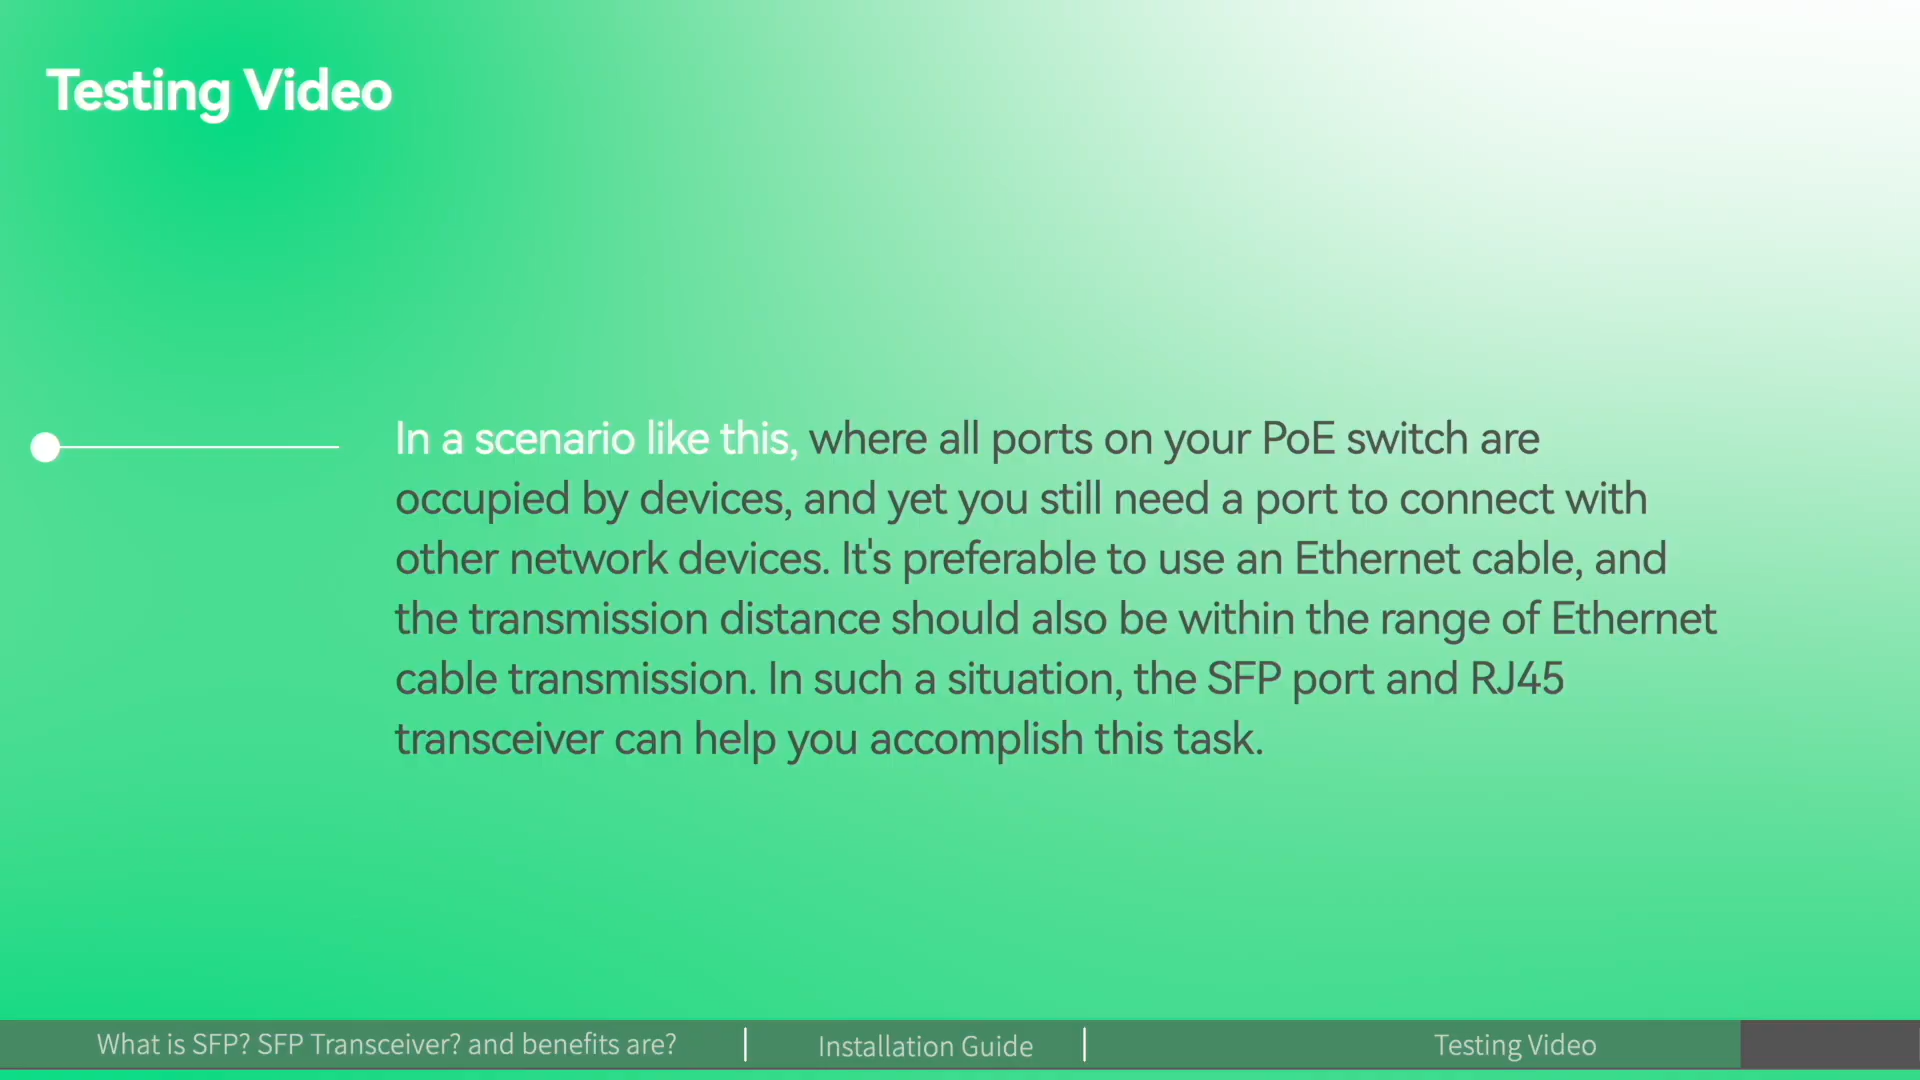 Testing Video
In a scenario like this, where all ports on your PoE switch are
occupied by devices, and yet you still need a port to connect with
other network devices. It's preferable to use an Ethernet cable, and
the transmission distance should also be within the range of Ethernet
cable transmission. In such a situation, the SFP port and RJ45
transceiver can help you accomplish this task.
What is SFP? SFP Transceiver? and benefits are?
Installation Guide
Testing Video